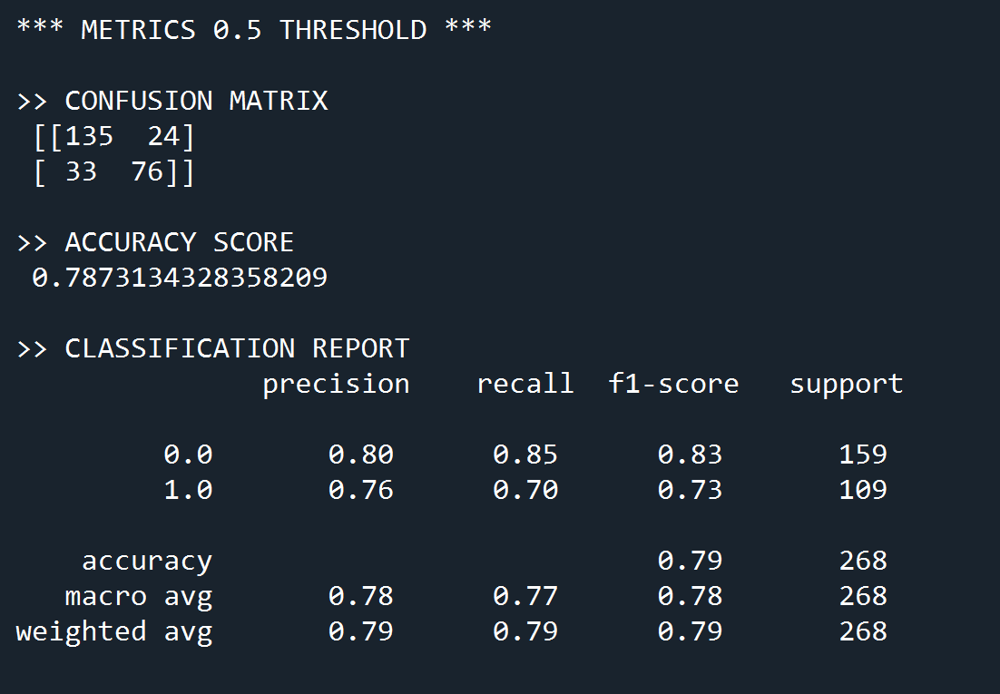 *** METRICS 0.5 THRESHOLD ***
>> CONFUSION MATRIX
[[135  24]
[ 33  76]]
>> ACCURACY SCORE
0.7873134328358209
>> CLASSIFICATION REPORT
precision    recall  f1-score   support
0.0       0.80      0.85      0.83       159
1.0       0.76      0.70      0.73       109
accuracy                           0.79       268
macro avg       0.78      0.77      0.78       268
weighted avg       0.79      0.79      0.79       268